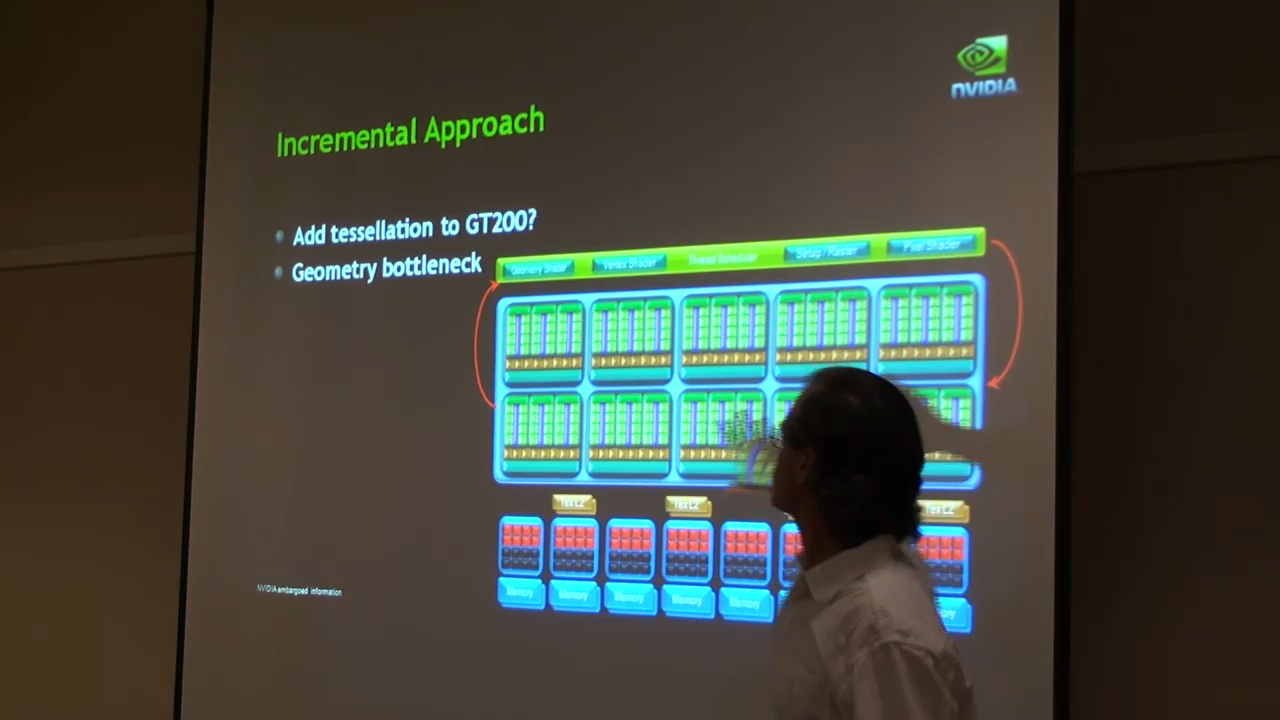 NVIDIA
Incremental Approach
Add tessellation to GT200?
Geometry bottleneck
Geometry Shader Vertex Shader Thread Scheduler Setup / Raster Pixel Shader
Tex L2 Tex L2 Tex L2
Memory Memory Memory Memory Memory
NVIDIA embargoed information